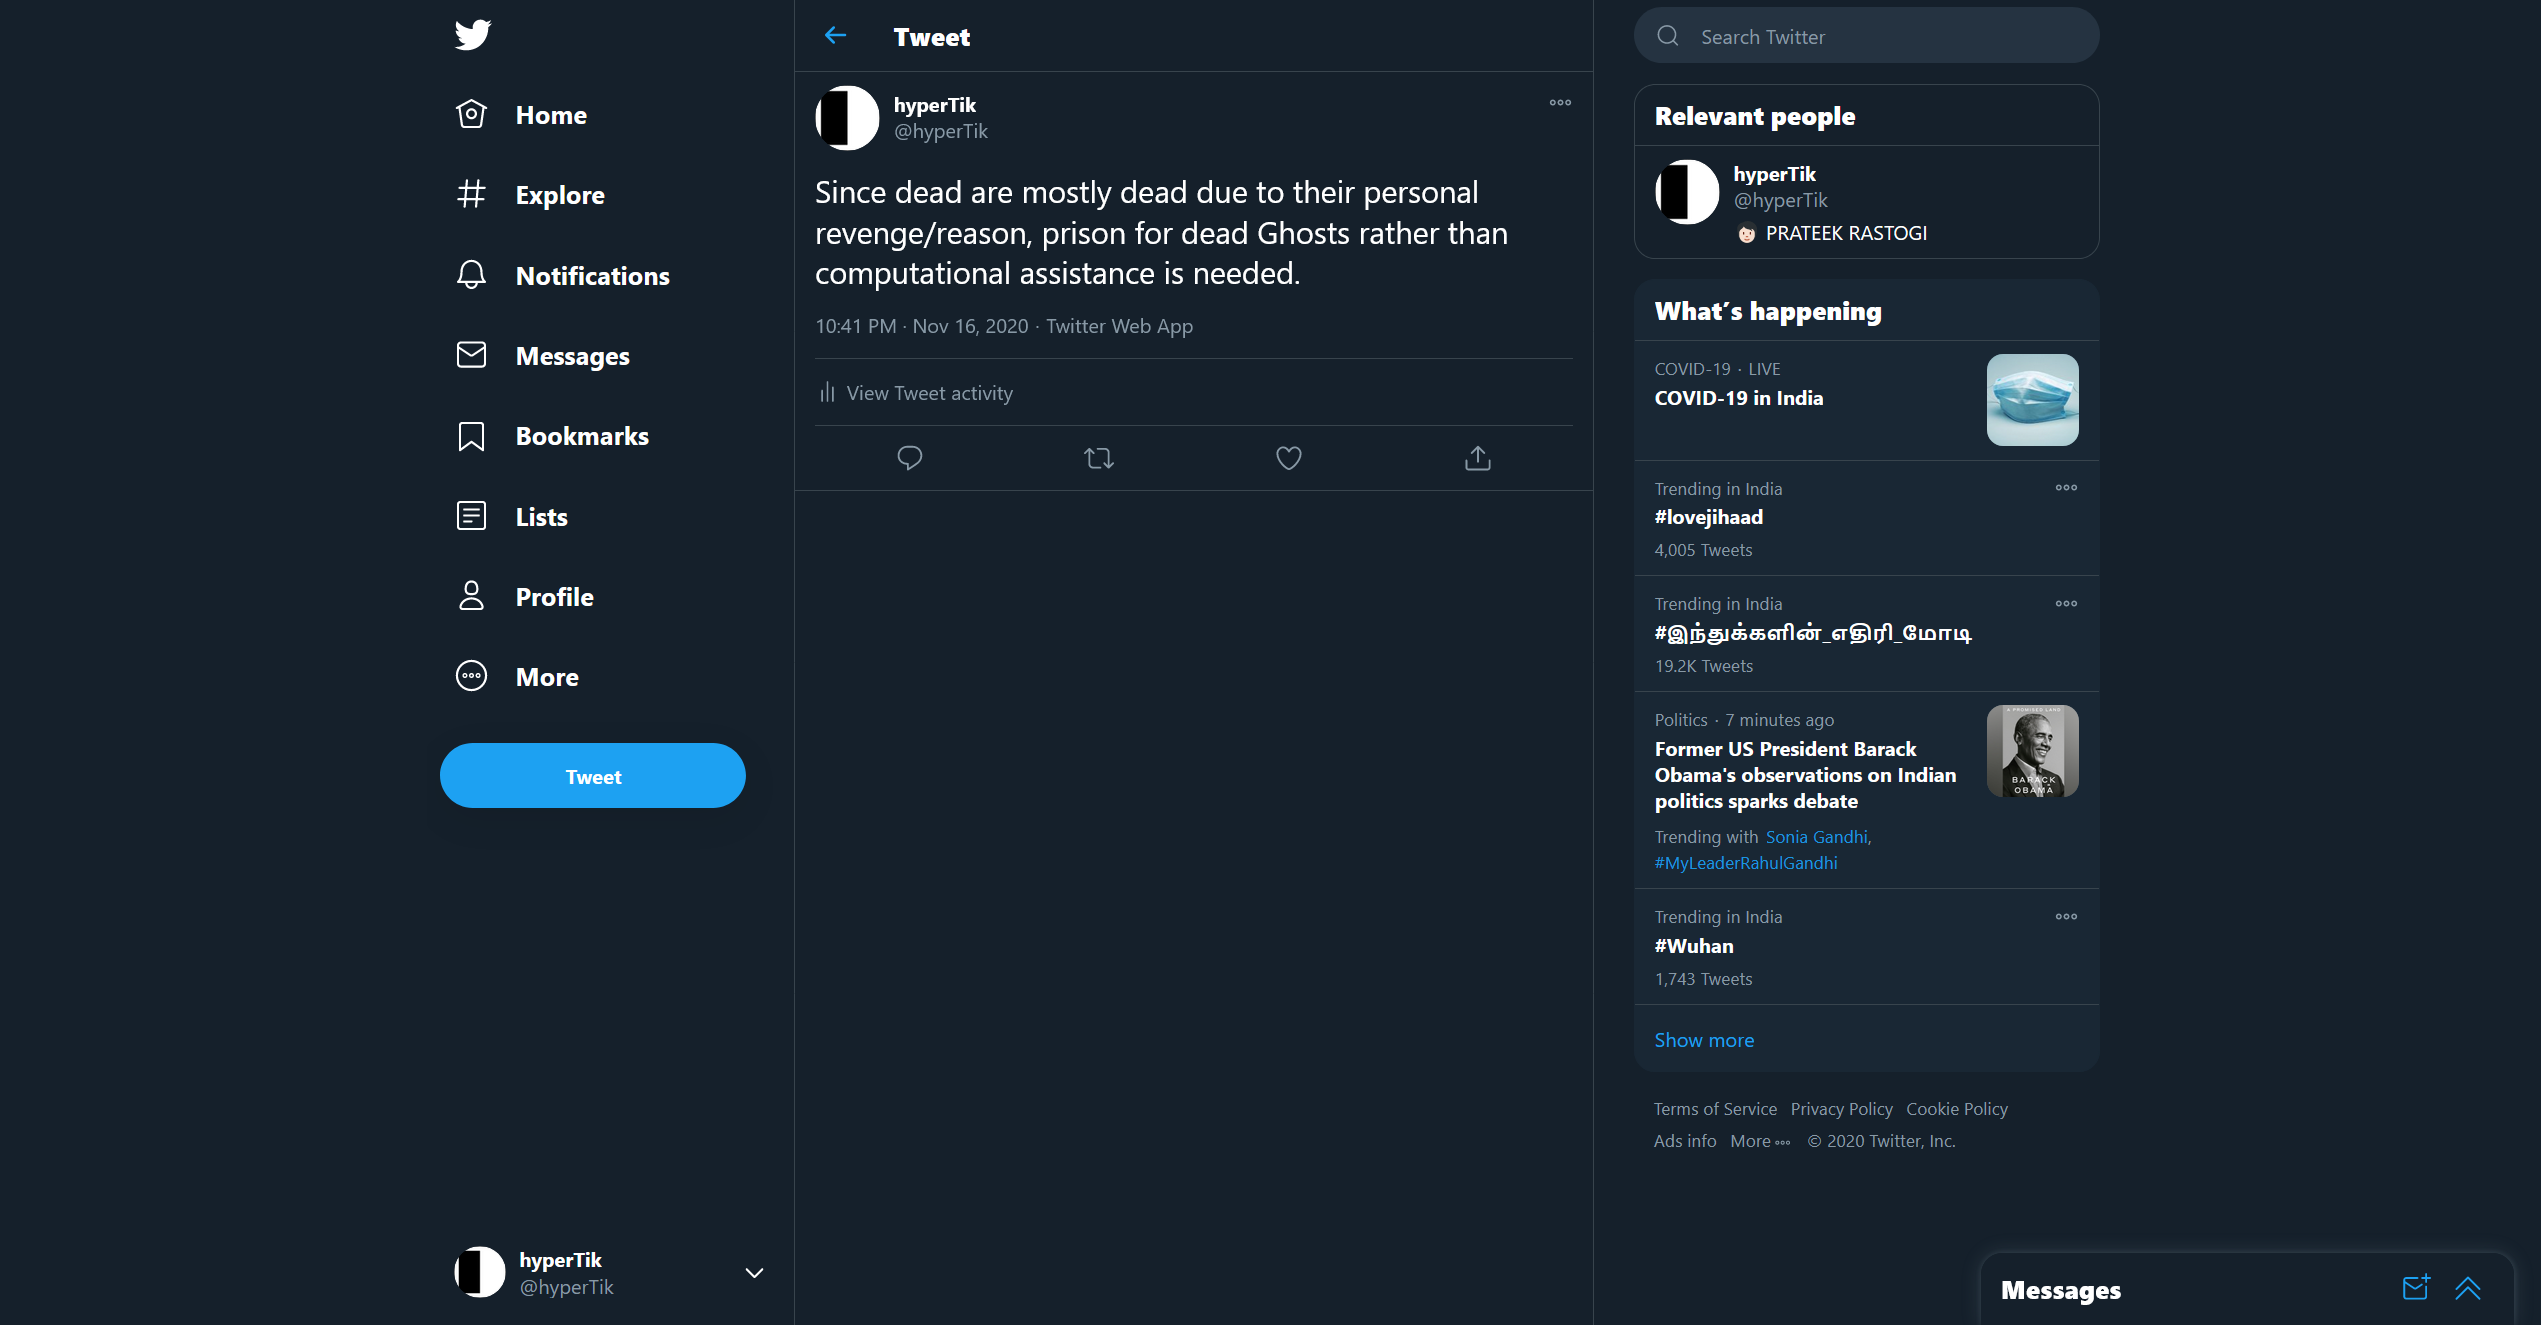 Home
Explore
Notifications
Messages
Bookmarks
Lists
Profile
More
Tweet
hyperTik
@hyperTik
Tweet
hyperTik
@hyperTik
Since dead are mostly dead due to their personal
revenge/reason, prison for dead Ghosts rather than
computational assistance is needed.
10:41 PM · Nov 16, 2020 · Twitter Web App
View Tweet activity
Search Twitter
Relevant people
hyperTik
@hyperTik
PRATEEK RASTOGI
What's happening
COVID-19 · LIVE
COVID-19 in India
Trending in India
#lovejihaad
4,005 Tweets
Trending in India
#இந்துக்களின்_எதிரி_மோடி
19.2K Tweets
Politics · 7 minutes ago
Former US President Barack
Obama's observations on Indian
politics sparks debate
A PROMISED LAND
BARACK
OBAMA
Trending with Sonia Gandhi,
#MyLeaderRahulGandhi
Trending in India
#Wuhan
1,743 Tweets
Show more
Terms of Service Privacy Policy Cookie Policy
Ads info More © 2020 Twitter, Inc.
Messages